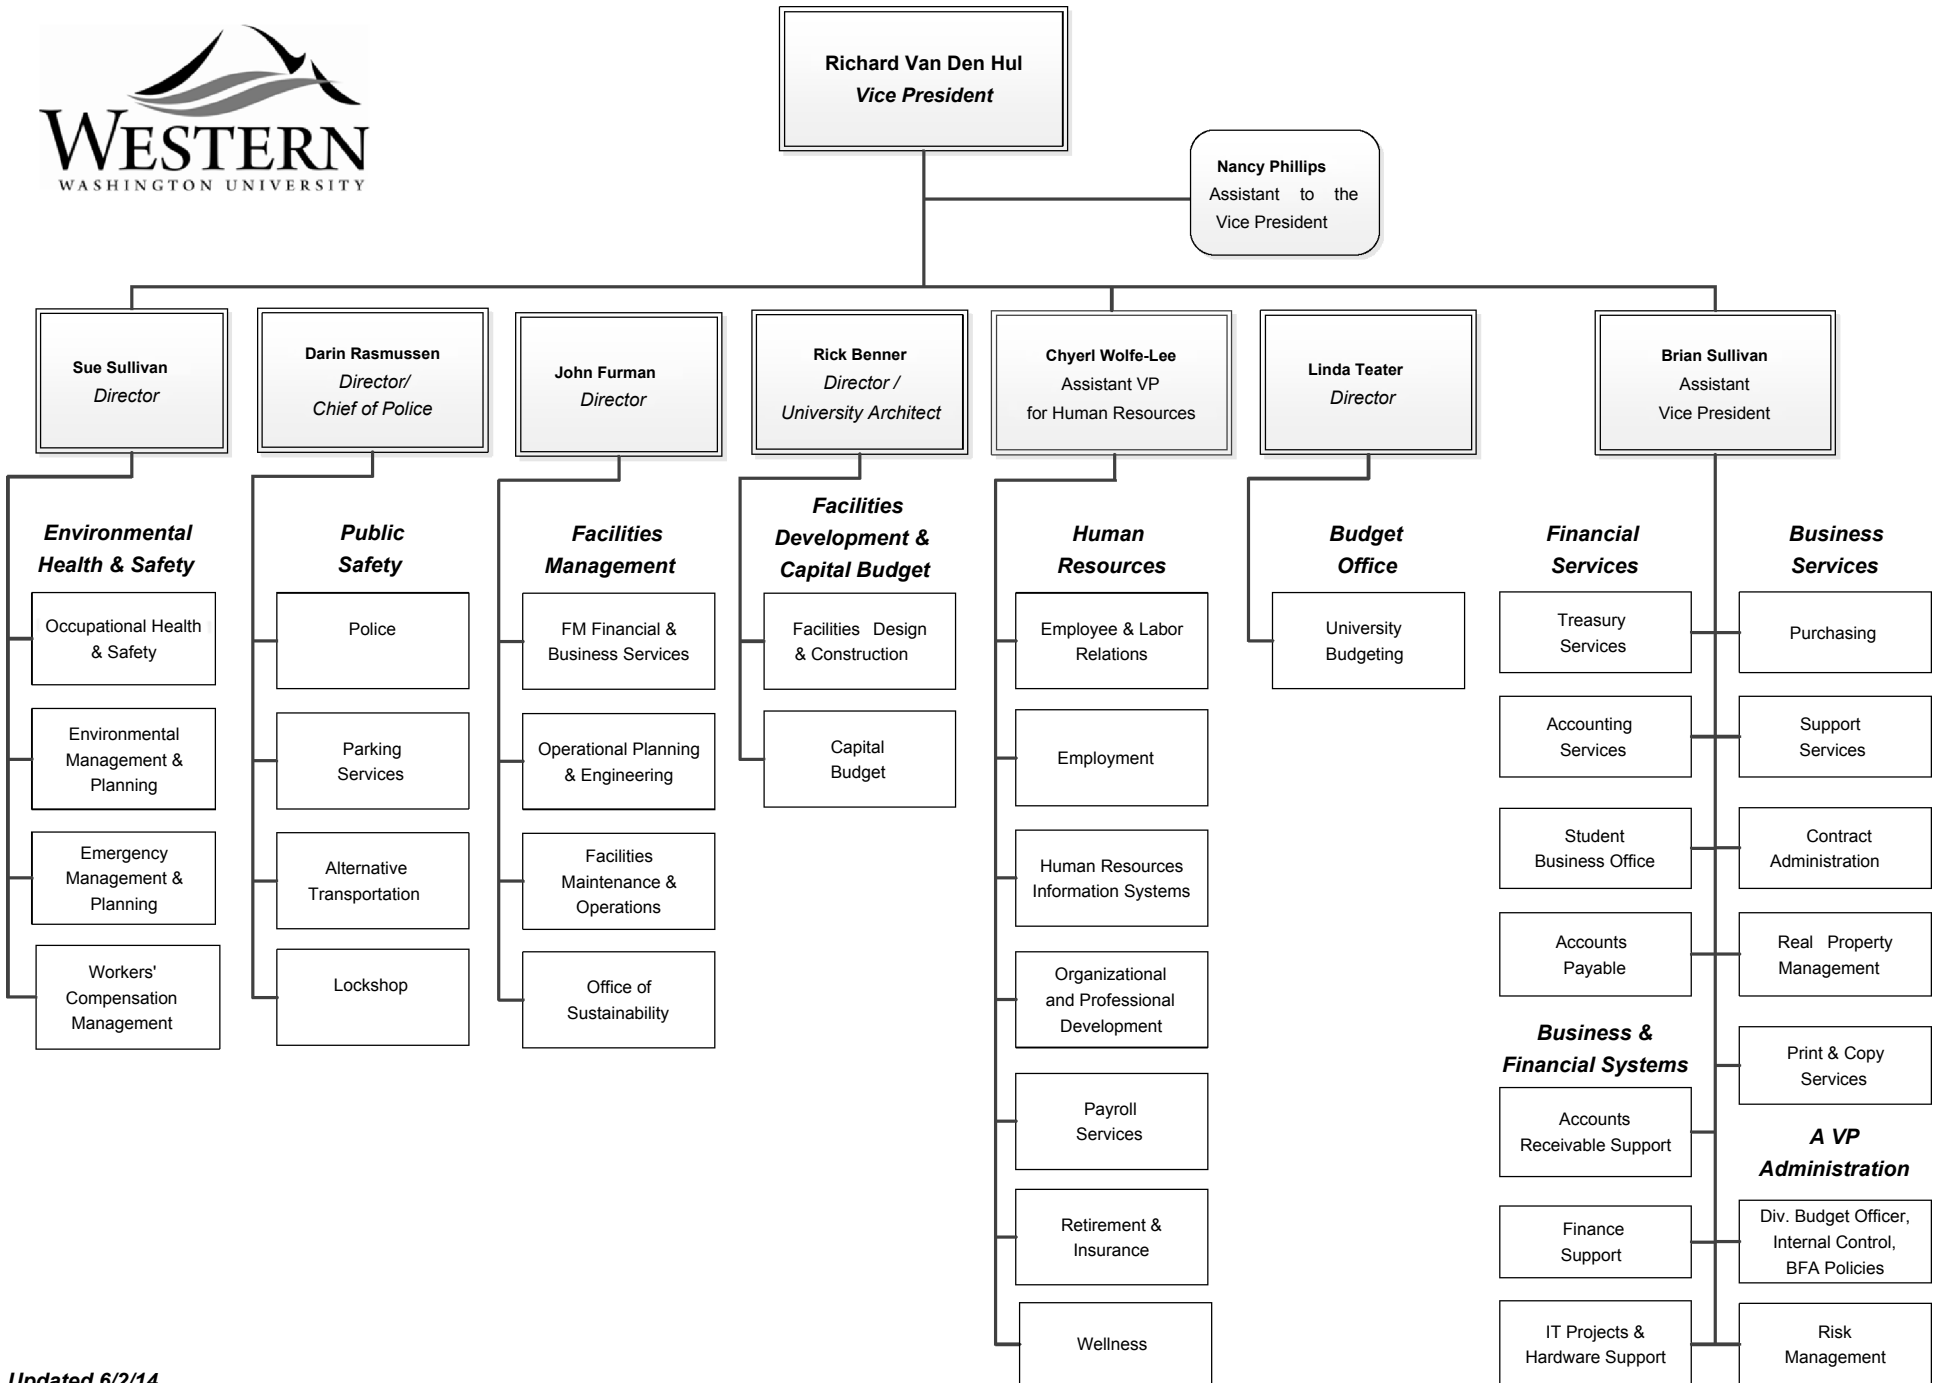 WESTERN
WASHINGTON UNIVERSITY
Richard Van Den Hul
Vice President
Nancy Phillips
Assistant to the
Vice President
Sue Sullivan
Director
Darin Rasmussen
Director/
Chief of Police
John Furman
Director
Rick Benner
Director /
University Architect
Chyerl Wolfe-Lee
Assistant VP
for Human Resources
Linda Teater
Director
Brian Sullivan
Assistant
Vice President
Environmental
Health & Safety
Occupational Health
& Safety
Environmental
Management &
Planning
Emergency
Management &
Planning
Workers'
Compensation
Management
Public
Safety
Police
Parking
Services
Alternative
Transportation
Lockshop
Facilities
Management
FM Financial &
Business Services
Operational Planning
& Engineering
Facilities
Maintenance &
Operations
Office of
Sustainability
Facilities
Development &
Capital Budget
Facilities Design
& Construction
Capital
Budget
Human
Resources
Employee & Labor
Relations
Employment
Human Resources
Information Systems
Organizational
and Professional
Development
Payroll
Services
Retirement &
Insurance
Wellness
Budget
Office
University
Budgeting
Financial
Services
Treasury
Services
Accounting
Services
Student
Business Office
Accounts
Payable
Business &
Financial Systems
Accounts
Receivable Support
Finance
Support
IT Projects &
Hardware Support
Business
Services
Purchasing
Support
Services
Contract
Administration
Real Property
Management
Print & Copy
Services
A VP
Administration
Div. Budget Officer,
Internal Control,
BFA Policies
Risk
Management
Updated 6/2/14